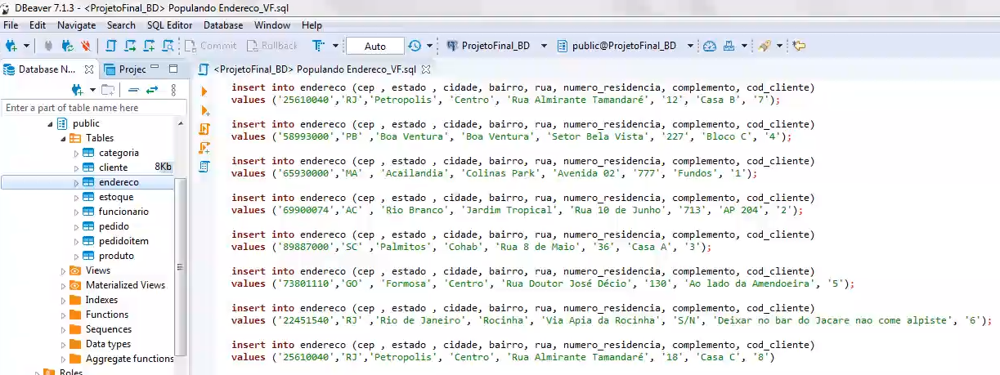 DBeaver 7.1.3 - <ProjetoFinal_BD> Populando Endereco_VF.sql
File Edit Navigate Search SQL Editor Database Window Help
Commit Rollback Auto ProjetoFinal_BD public@ProjetoFinal_BD
Database N... Projec <ProjetoFinal_BD> Populando Endereco_VF.sql
Enter a part of table name here
public
Tables
categoria
cliente 8Kb
endereco
estoque
funcionario
pedido
pedidoitem
produto
Views
Materialized Views
Indexes
Functions
Sequences
Data types
Aggregate functions
Roles
insert into endereco (cep , estado , cidade, bairro, rua, numero_residencia, complemento, cod_cliente)
values ('25610040','RJ','Petropolis', 'Centro', 'Rua Almirante Tamandaré', '12', 'Casa B', '7');
insert into endereco (cep , estado , cidade, bairro, rua, numero_residencia, complemento, cod_cliente)
values ('58993000','PB' ,'Boa Ventura', 'Boa Ventura', 'Setor Bela Vista', '227', 'Bloco C', '4');
insert into endereco (cep , estado , cidade, bairro, rua, numero_residencia, complemento, cod_cliente)
values ('65930000','MA' , 'Acailandia', 'Colinas Park', 'Avenida 02', '777', 'Fundos', '1');
insert into endereco (cep , estado , cidade, bairro, rua, numero_residencia, complemento, cod_cliente)
values ('69900074','AC' , 'Rio Branco', 'Jardim Tropical', 'Rua 10 de Junho', '713', 'AP 204', '2');
insert into endereco (cep , estado , cidade, bairro, rua, numero_residencia, complemento, cod_cliente)
values ('89887000','SC' ,'Palmitos', 'Cohab', 'Rua 8 de Maio', '36', 'Casa A', '3');
insert into endereco (cep , estado , cidade, bairro, rua, numero_residencia, complemento, cod_cliente)
values ('73801110','GO' , 'Formosa', 'Centro', 'Rua Doutor José Décio', '130', 'Ao lado da Amendoeira', '5');
insert into endereco (cep , estado , cidade, bairro, rua, numero_residencia, complemento, cod_cliente)
values ('22451540','RJ' ,'Rio de Janeiro', 'Rocinha', 'Via Apia da Rocinha', 'S/N', 'Deixar no bar do Jacare nao come alpiste', '6');
insert into endereco (cep , estado , cidade, bairro, rua, numero_residencia, complemento, cod_cliente)
values ('25610040','RJ','Petropolis', 'Centro', 'Rua Almirante Tamandaré', '18', 'Casa C', '8')